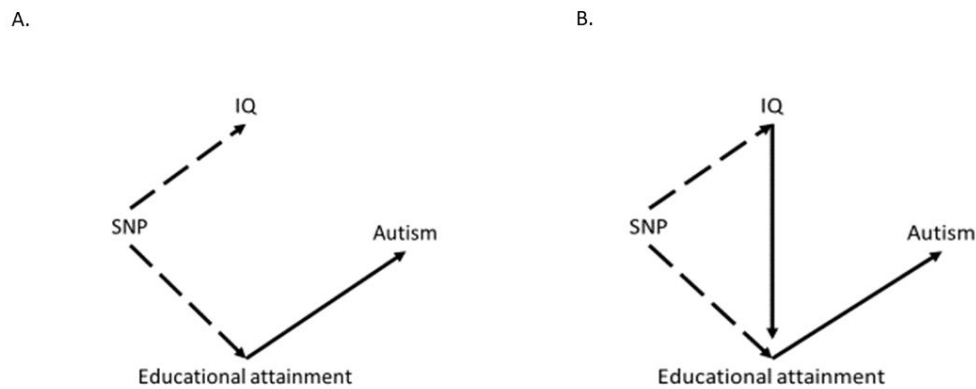 A.
B.
IQ
IQ
SNP
SNP
Autism
Autism
Educational attainment
Educational attainment